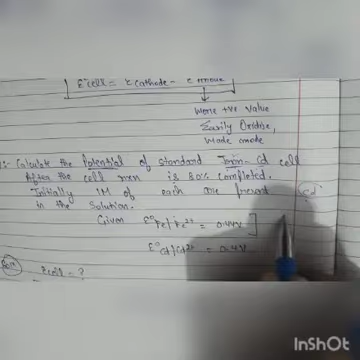 E°cell = E cathode - E anode
More +ve value
Easily Oxidise,
Made anode
Calculate the Potential of standard Iron-Cd cell
After the cell rxn is 80% completed.
Initially 1M of each are present
in the solution.
Cd
Given E°Fe/Fe2+ = 0.44V
E°Cd/Cd2+ = 0.4V
Ecell = ?
InShOt